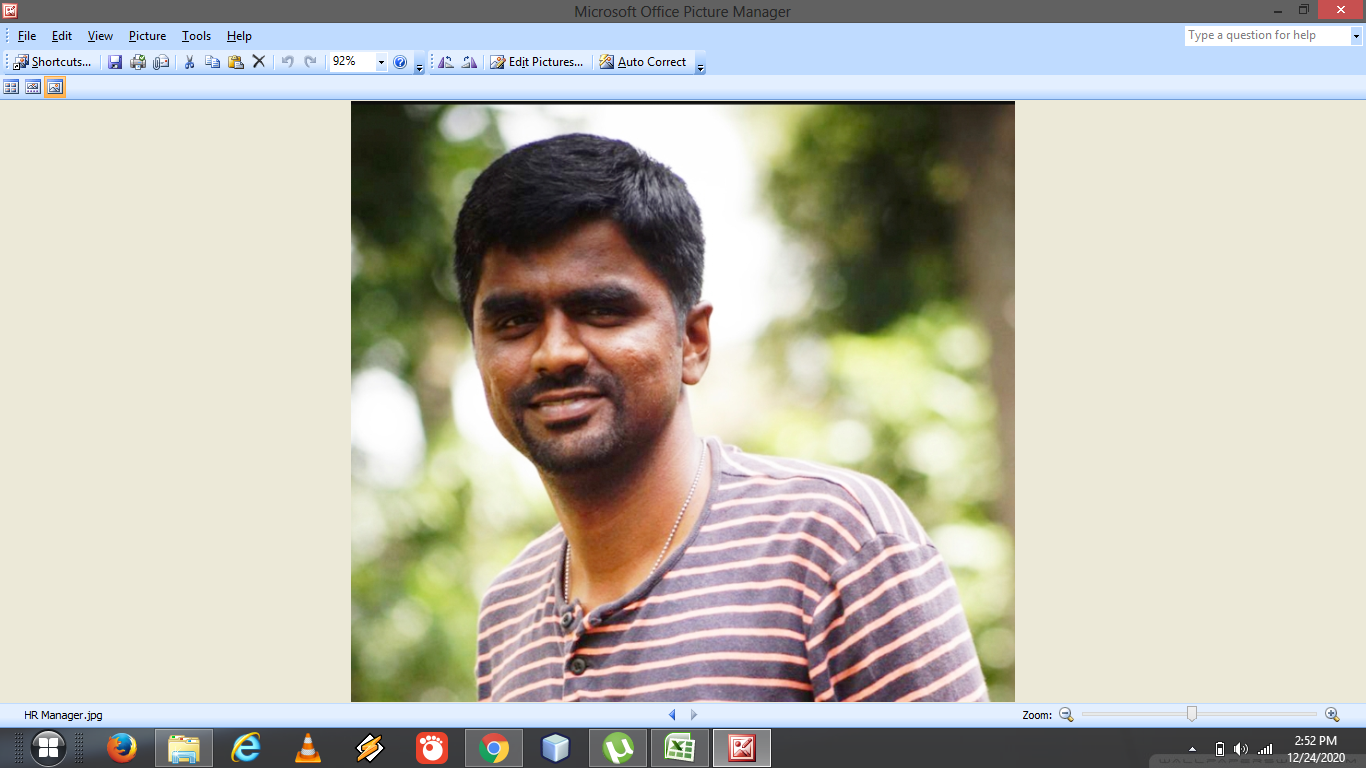 Microsoft Office Picture Manager
File Edit View Picture Tools Help
Type a question for help
Shortcuts... 92% Edit Pictures... Auto Correct
HR Manager.jpg
Zoom:
2:52 PM
12/24/2020